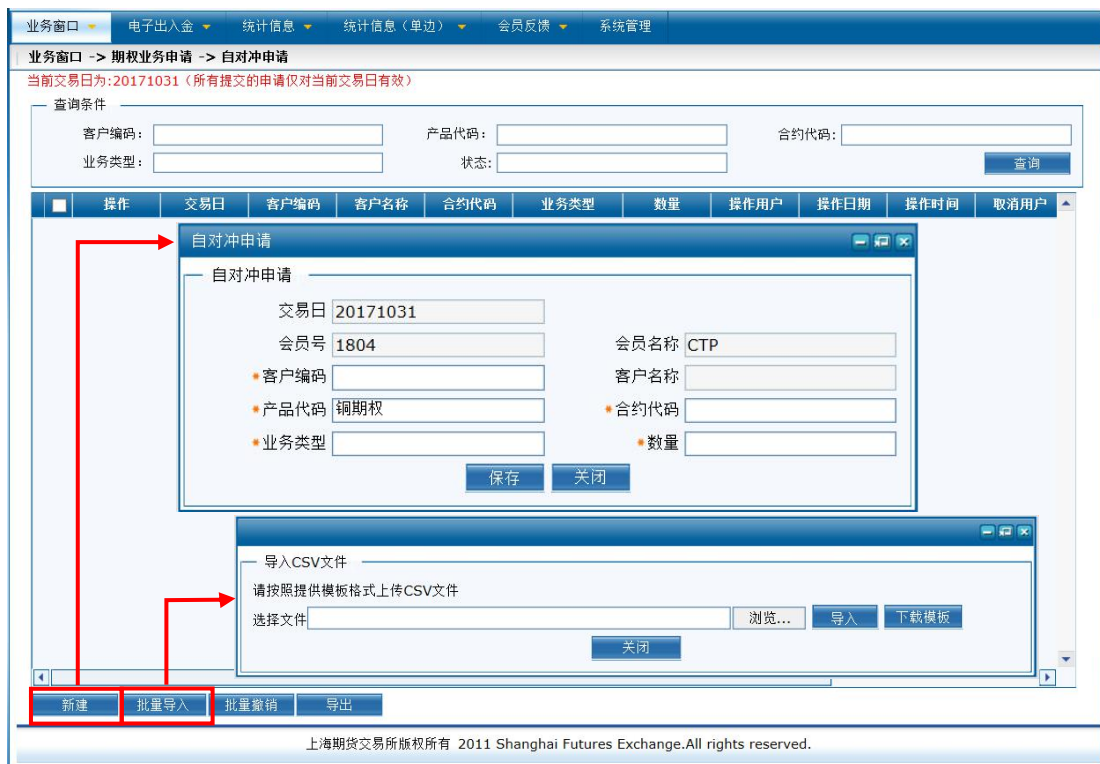 业务窗口 电子出入金 统计信息 统计信息（单边） 会员反馈 系统管理
业务窗口 -> 期权业务申请 -> 自对冲申请
当前交易日为:20171031（所有提交的申请仅对当前交易日有效）
查询条件
客户编码： 产品代码： 合约代码:
业务类型： 状态: 查询
操作 交易日 客户编码 客户名称 合约代码 业务类型 数量 操作用户 操作日期 操作时间 取消用户
自对冲申请
自对冲申请
交易日 20171031
会员号 1804 会员名称 CTP
*客户编码 客户名称
*产品代码 铜期权 *合约代码
*业务类型 *数量
保存 关闭
导入CSV文件
请按照提供模板格式上传CSV文件
选择文件 浏览... 导入 下载模板
关闭
新建 批量导入 批量撤销 导出
上海期货交易所版权所有 2011 Shanghai Futures Exchange.All rights reserved.